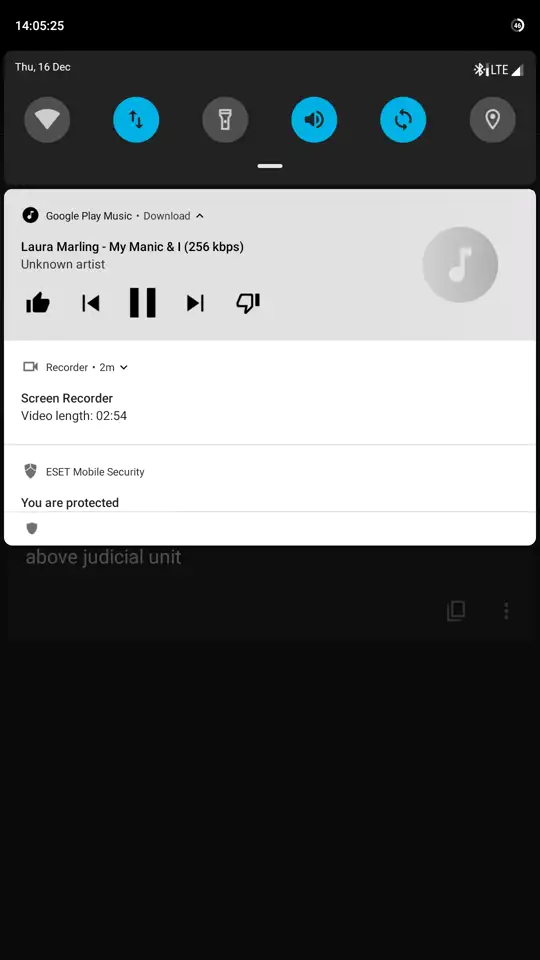 14:05:25
46
Thu, 16 Dec
LTE
Google Play Music • Download
Laura Marling - My Manic & I (256 kbps)
Unknown artist
Recorder • 2m
Screen Recorder
Video length: 02:54
ESET Mobile Security
You are protected
above judicial unit